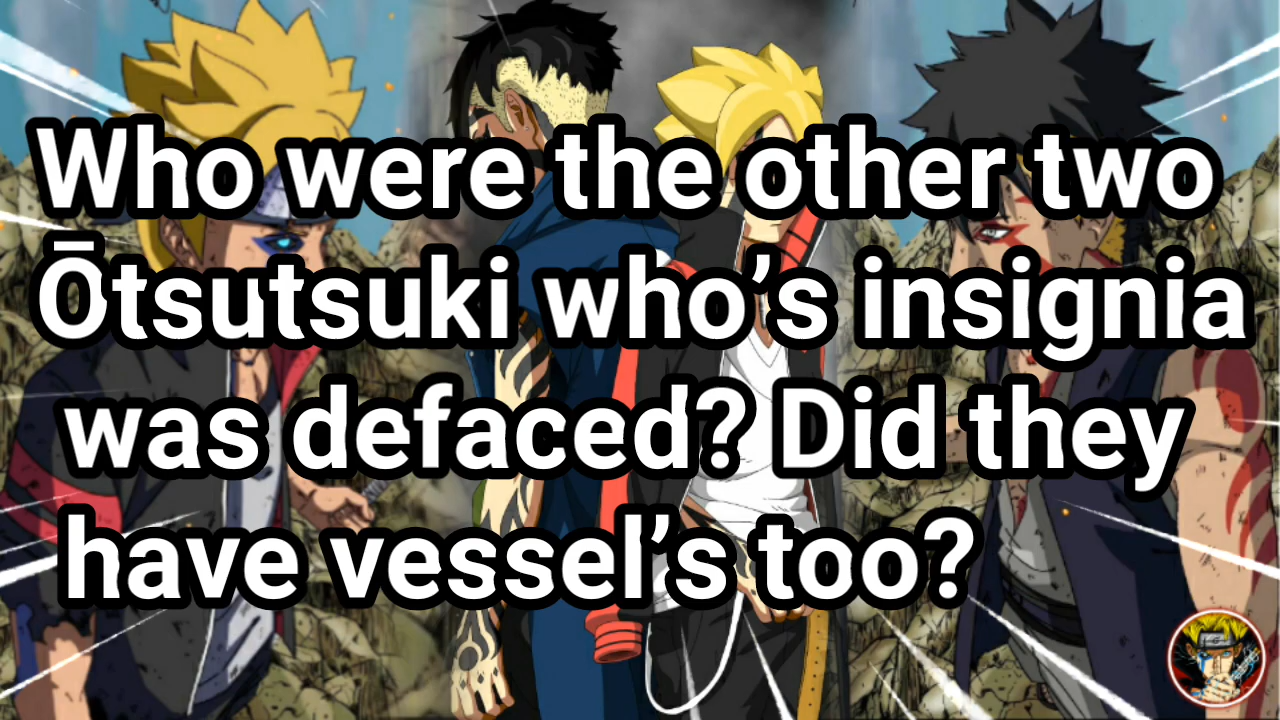 Who were the other two
Ōtsutsuki who’s insignia
was defaced? Did they
have vessel’s too?